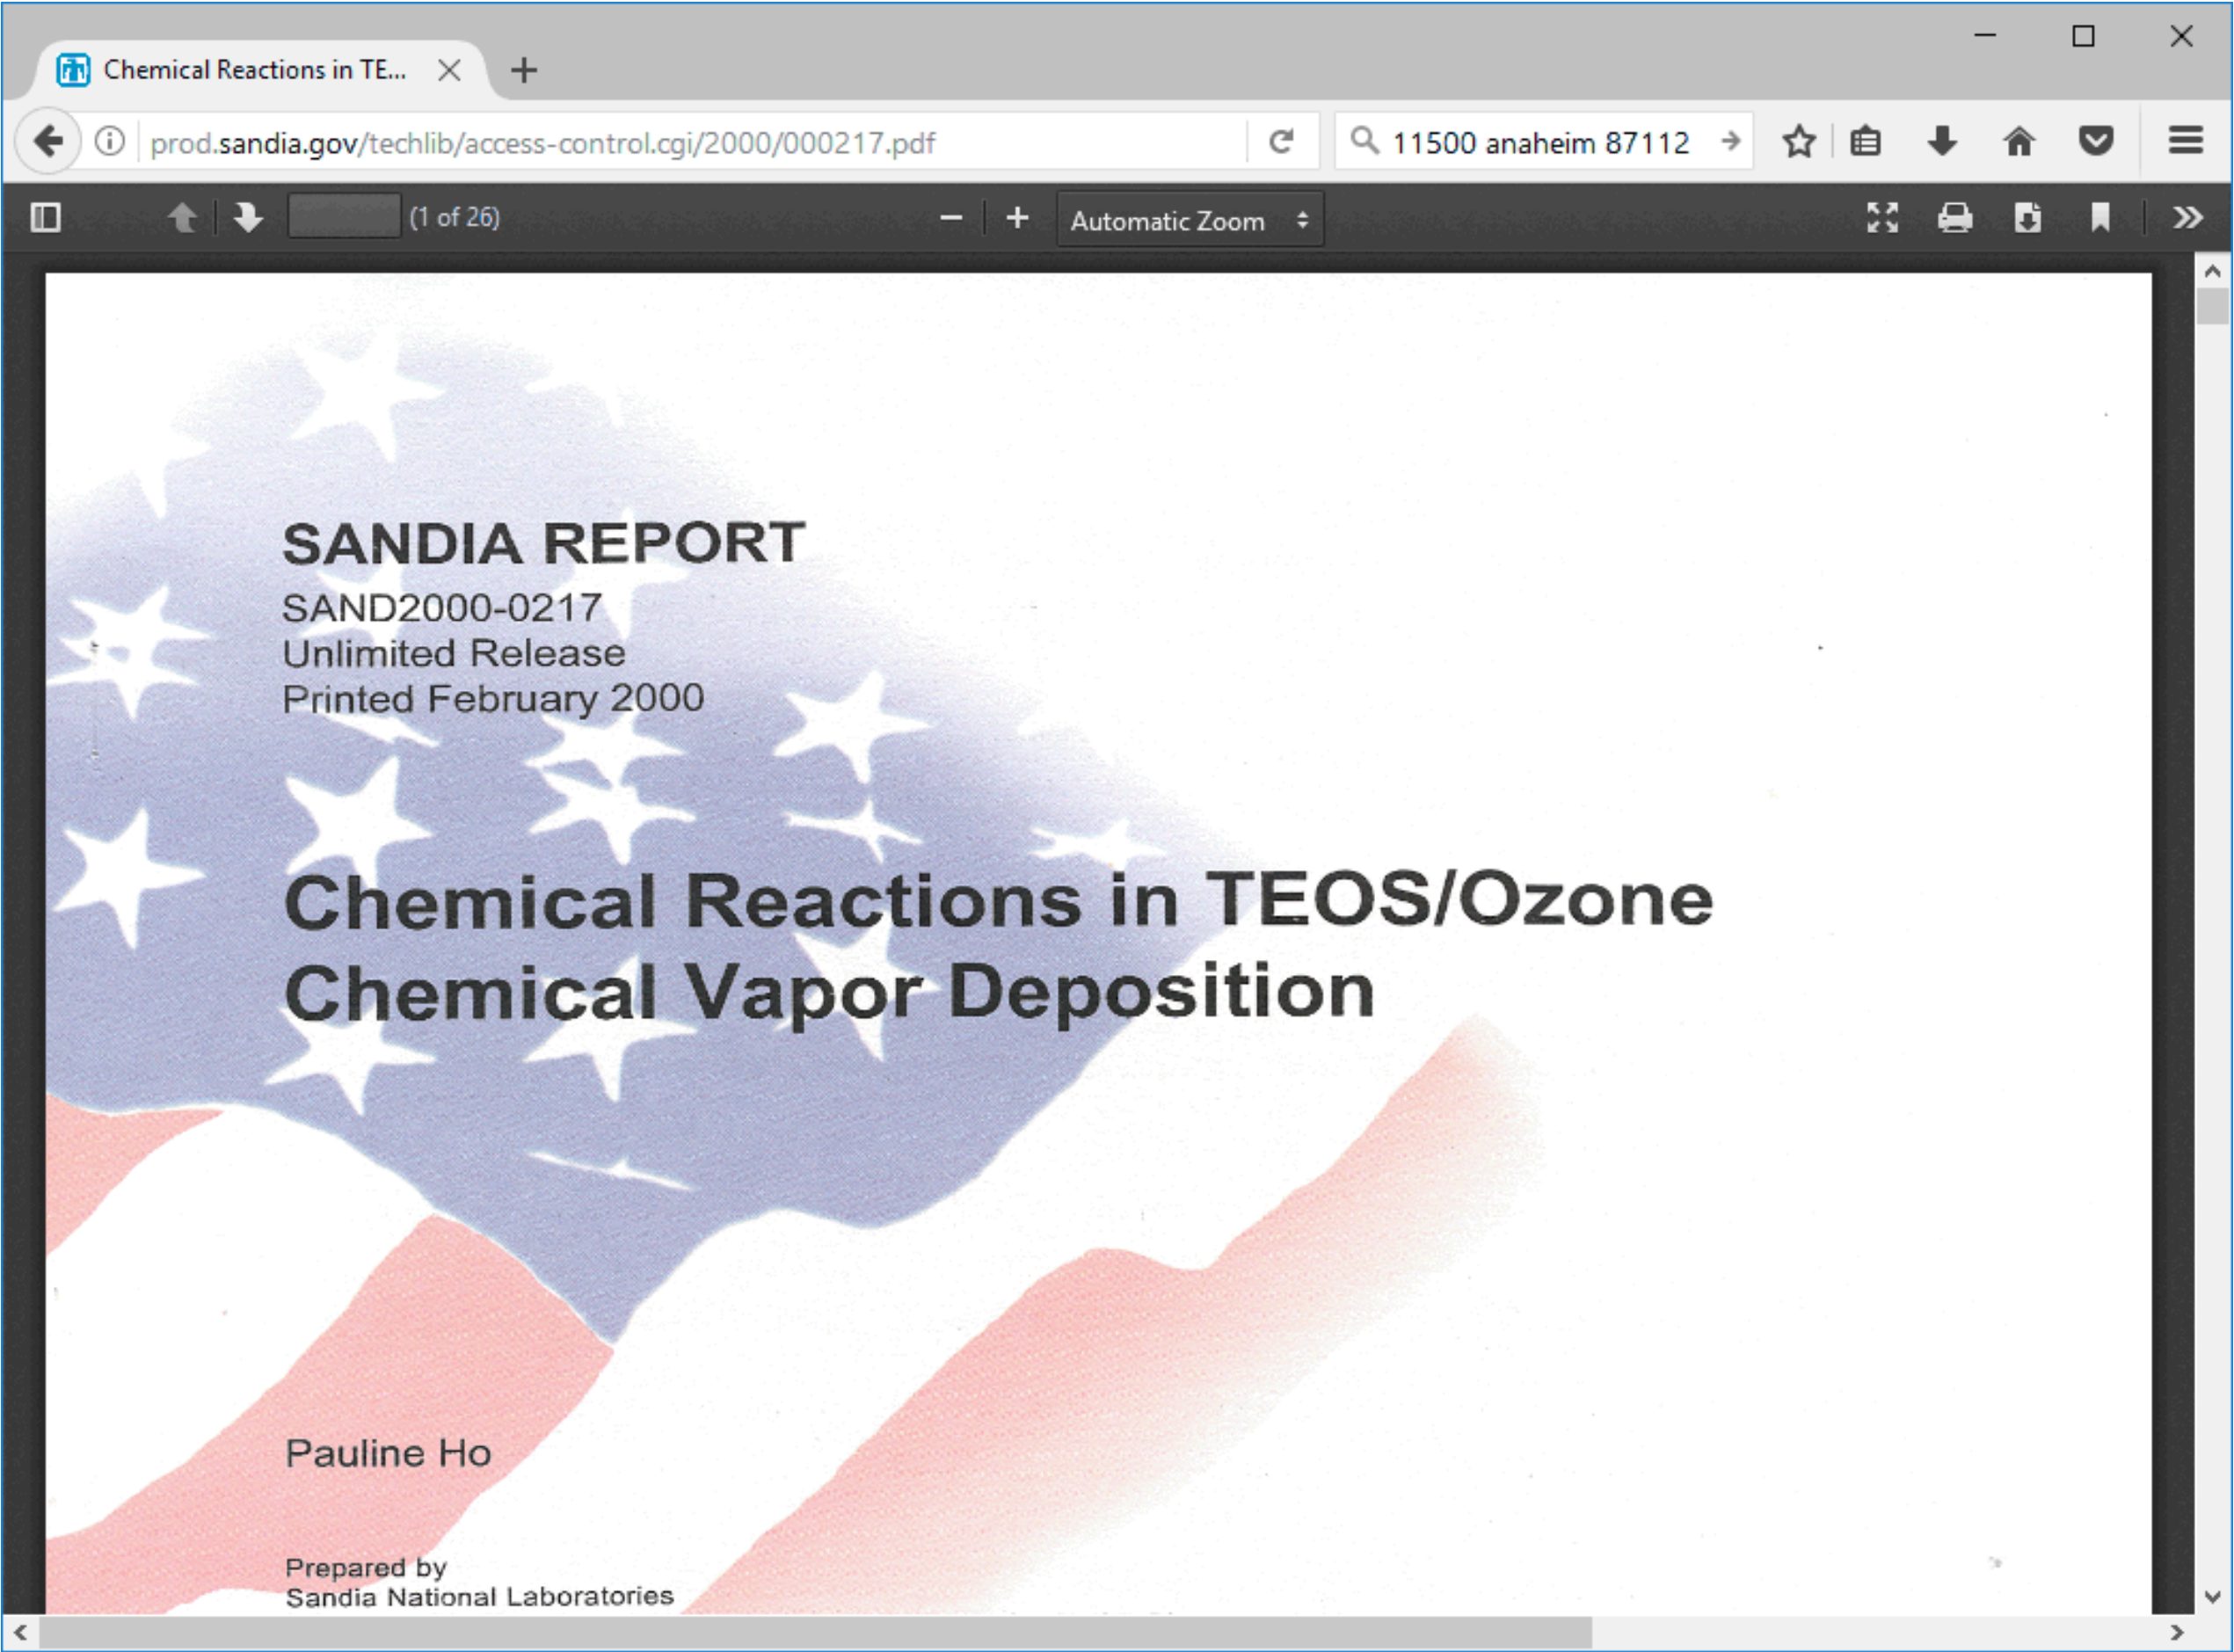 Chemical Reactions in TE...
prod.sandia.gov/techlib/access-control.cgi/2000/000217.pdf
11500 anaheim 87112
(1 of 26)
Automatic Zoom
SANDIA REPORT
SAND2000-0217
Unlimited Release
Printed February 2000
Chemical Reactions in TEOS/Ozone
Chemical Vapor Deposition
Pauline Ho
Prepared by
Sandia National Laboratories